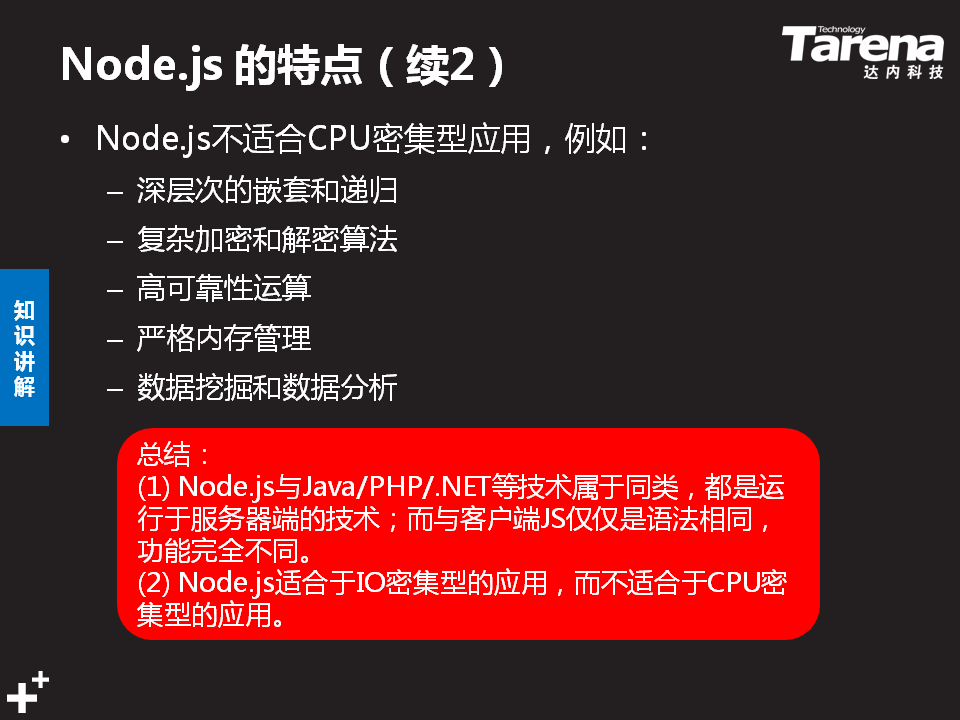 Node.js 的特点（续2）
Technology
Tarena
达内科技
• Node.js不适合CPU密集型应用，例如：
– 深层次的嵌套和递归
– 复杂加密和解密算法
– 高可靠性运算
– 严格内存管理
– 数据挖掘和数据分析
知
识
讲
解
总结：
(1) Node.js与Java/PHP/.NET等技术属于同类，都是运
行于服务器端的技术；而与客户端JS仅仅是语法相同，
功能完全不同。
(2) Node.js适合于IO密集型的应用，而不适合于CPU密
集型的应用。